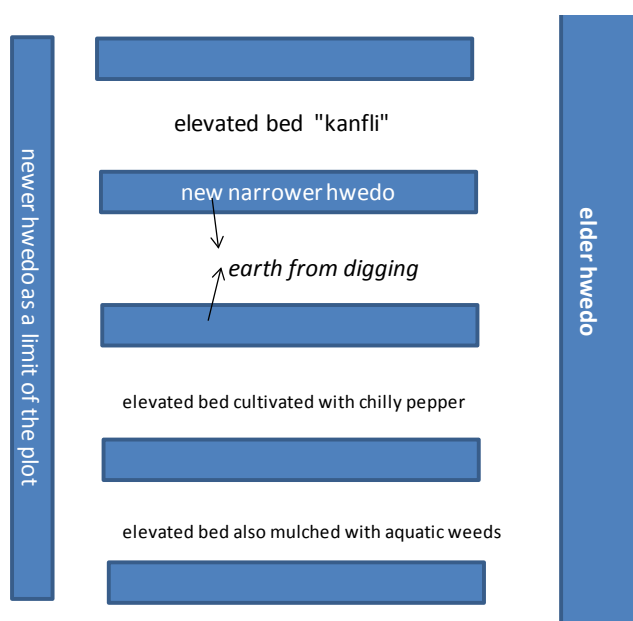 elevated bed "kanfli"
new narrower hwedo
earth from digging
elevated bed cultivated with chilly pepper
elevated bed also mulched with aquatic weeds
newer hwedo as a limit of the plot
elder hwedo